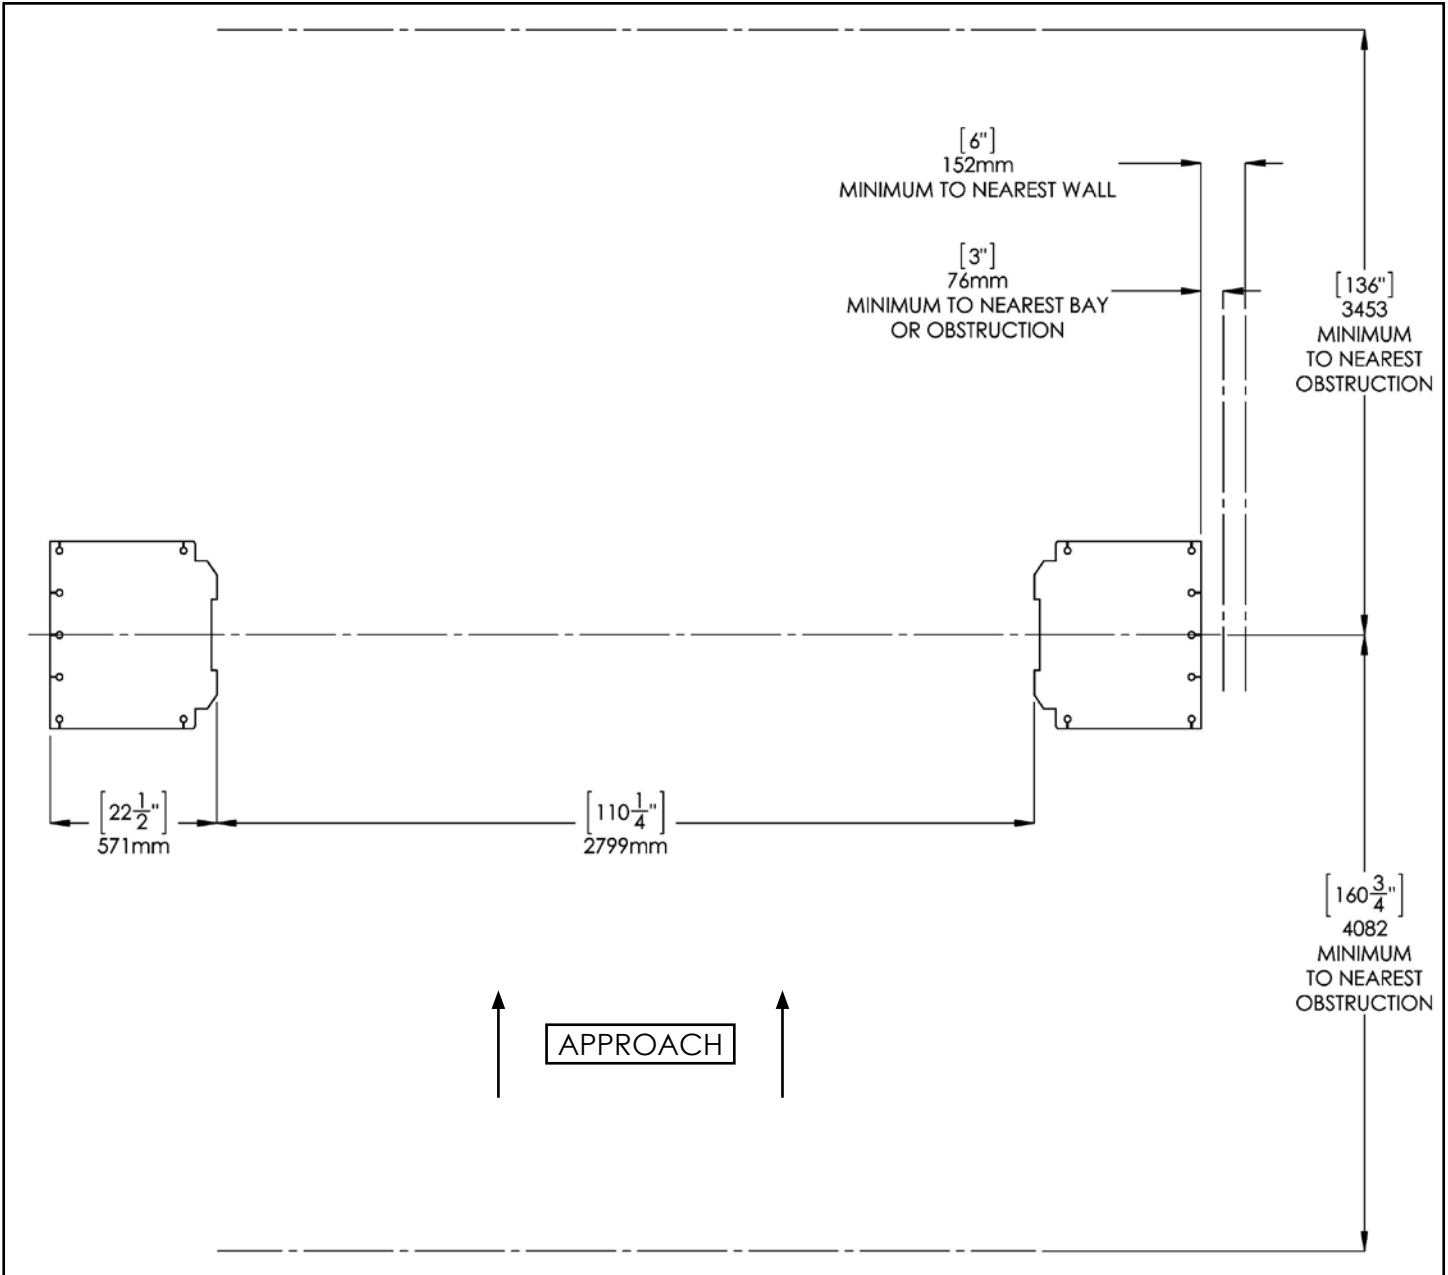 [6"]
152mm
MINIMUM TO NEAREST WALL
[3"]
76mm
MINIMUM TO NEAREST BAY
OR OBSTRUCTION
[136"]
3453
MINIMUM
TO NEAREST
OBSTRUCTION
[22 1/2"]
571mm
[110 1/4"]
2799mm
[160 3/4"]
4082
MINIMUM
TO NEAREST
OBSTRUCTION
APPROACH